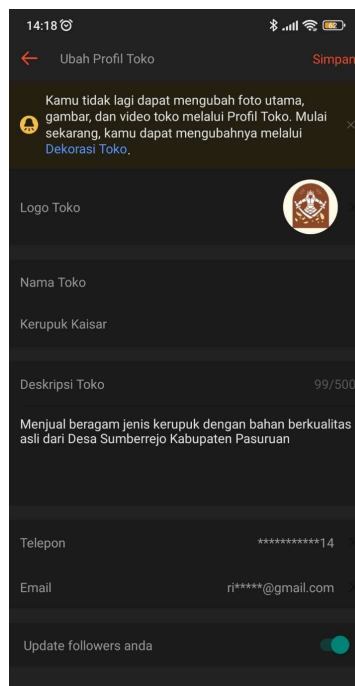 14:18
62
Ubah Profil Toko
Simpan
Kamu tidak lagi dapat mengubah foto utama,
gambar, dan video toko melalui Profil Toko. Mulai
sekarang, kamu dapat mengubahnya melalui
Dekorasi Toko.
Logo Toko
Nama Toko
Kerupuk Kaisar
Deskripsi Toko
99/500
Menjual beragam jenis kerupuk dengan bahan berkualitas
asli dari Desa Sumberrejo Kabupaten Pasuruan
Telepon
***********14
Email
ri*****@gmail.com
Update followers anda